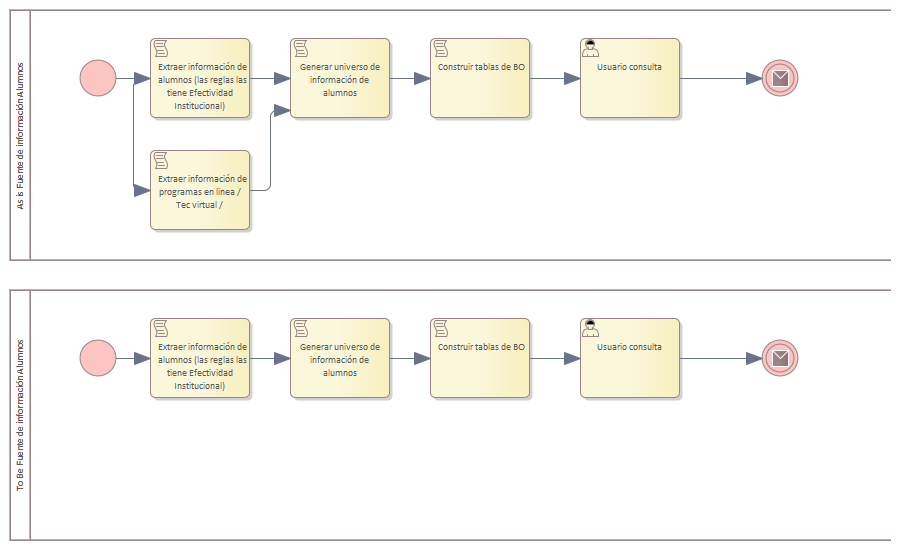 As is Fuente de información Alumnos
Extraer información de
alumnos (las reglas las
tiene Efectividad
Institucional)
Generar universo de
información de
alumnos
Construir tablas de BO
Usuario consulta
Extraer información de
programas en linea /
Tec virtual /
To Be Fuente de información Alumnos
Extraer información de
alumnos (las reglas las
tiene Efectividad
Institucional)
Generar universo de
información de
alumnos
Construir tablas de BO
Usuario consulta